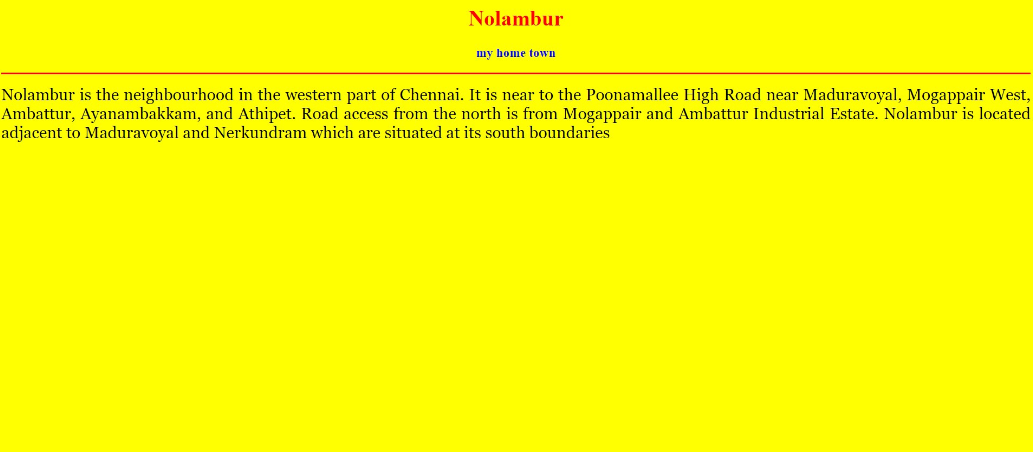 Nolambur
my home town
Nolambur is the neighbourhood in the western part of Chennai. It is near to the Poonamallee High Road near Maduravoyal, Mogappair West,
Ambattur, Ayanambakkam, and Athipet. Road access from the north is from Mogappair and Ambattur Industrial Estate. Nolambur is located
adjacent to Maduravoyal and Nerkundram which are situated at its south boundaries